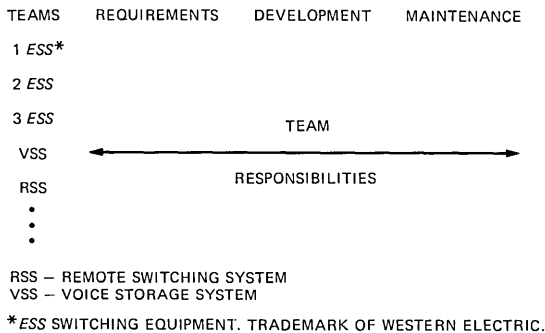 TEAMS REQUIREMENTS DEVELOPMENT MAINTENANCE
1 ESS*
2 ESS
3 ESS
TEAM
VSS
RESPONSIBILITIES
RSS
RSS — REMOTE SWITCHING SYSTEM
VSS — VOICE STORAGE SYSTEM
*ESS SWITCHING EQUIPMENT. TRADEMARK OF WESTERN ELECTRIC.